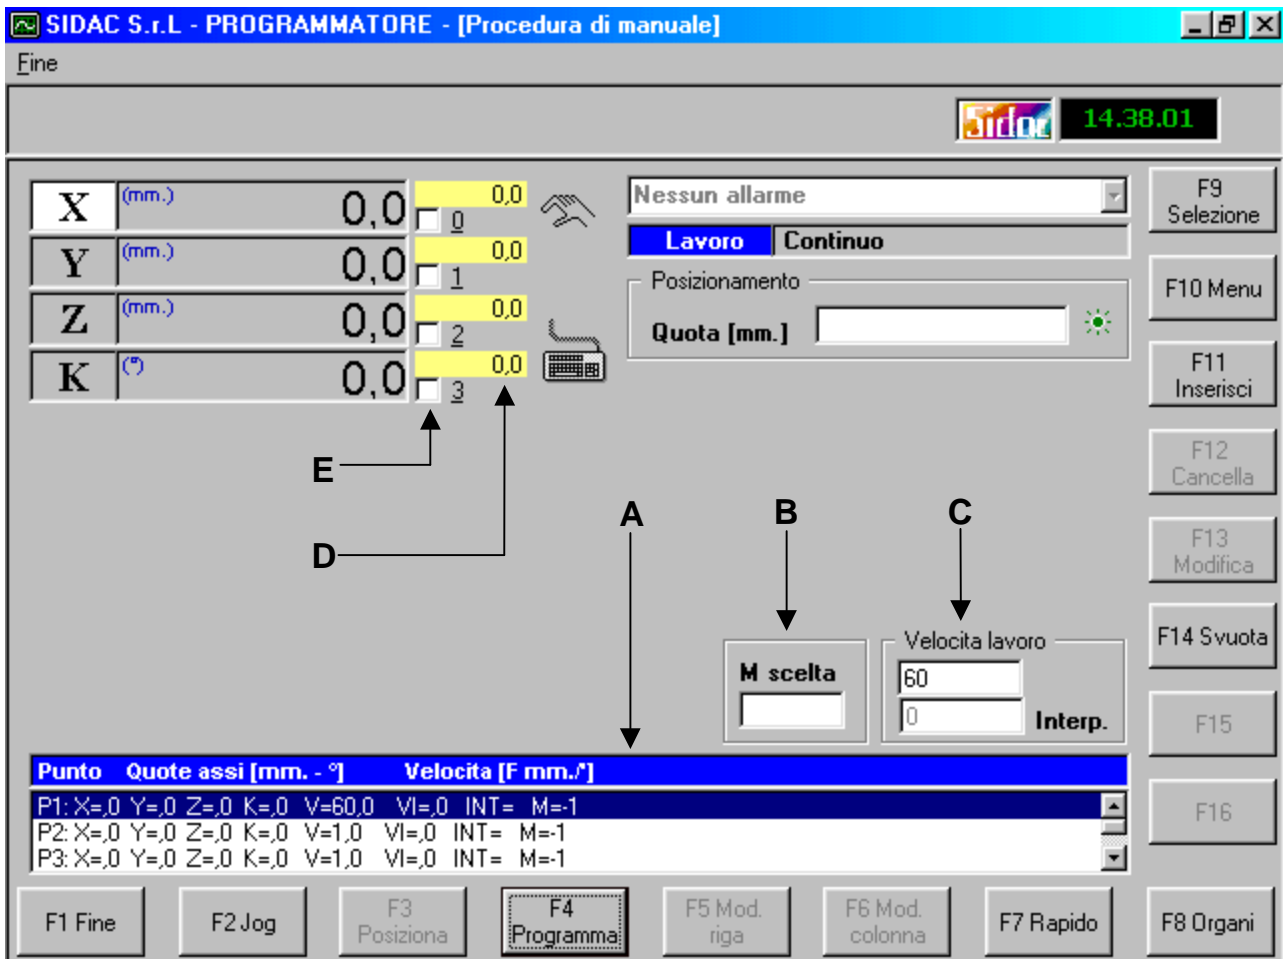 SIDAC S.r.L - PROGRAMMATORE - [Procedura di manuale]
Fine
Sidac 14.38.01
X (mm.) 0,0 0 0,0
Y (mm.) 0,0 1 0,0
Z (mm.) 0,0 2 0,0
K (°) 0,0 3 0,0
Nessun allarme
Lavoro Continuo
Posizionamento
Quota [mm.]
E
D
A
B
C
M scelta
Velocita lavoro
60
0 Interp.
Punto Quote assi [mm. - °] Velocita [F mm./']
P1: X=,0 Y=,0 Z=,0 K=,0 V=60,0 VI=,0 INT= M=-1
P2: X=,0 Y=,0 Z=,0 K=,0 V=1,0 VI=,0 INT= M=-1
P3: X=,0 Y=,0 Z=,0 K=,0 V=1,0 VI=,0 INT= M=-1
F9
Selezione
F10 Menu
F11
Inserisci
F12
Cancella
F13
Modifica
F14 Svuota
F15
F16
F1 Fine
F2 Jog
F3
Posiziona
F4
Programma
F5 Mod.
riga
F6 Mod.
colonna
F7 Rapido
F8 Organi